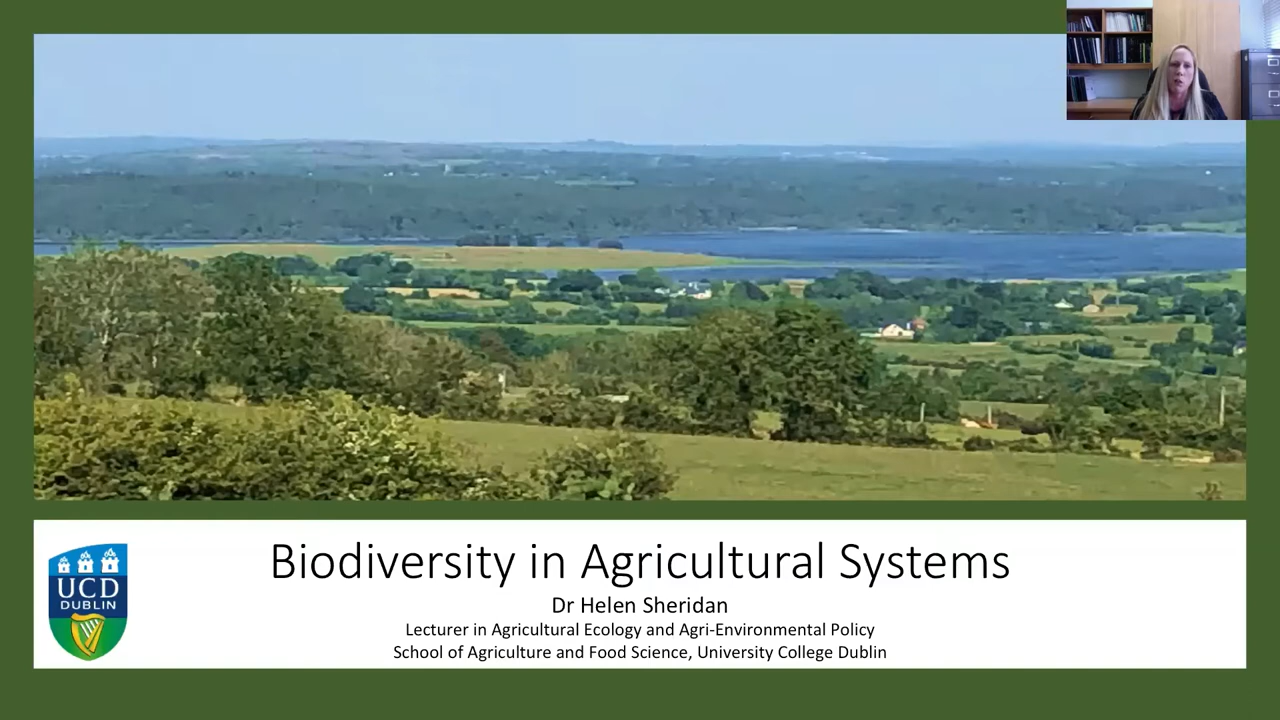 Biodiversity in Agricultural Systems
UCD
DUBLIN
Dr Helen Sheridan
Lecturer in Agricultural Ecology and Agri-Environmental Policy
School of Agriculture and Food Science, University College Dublin